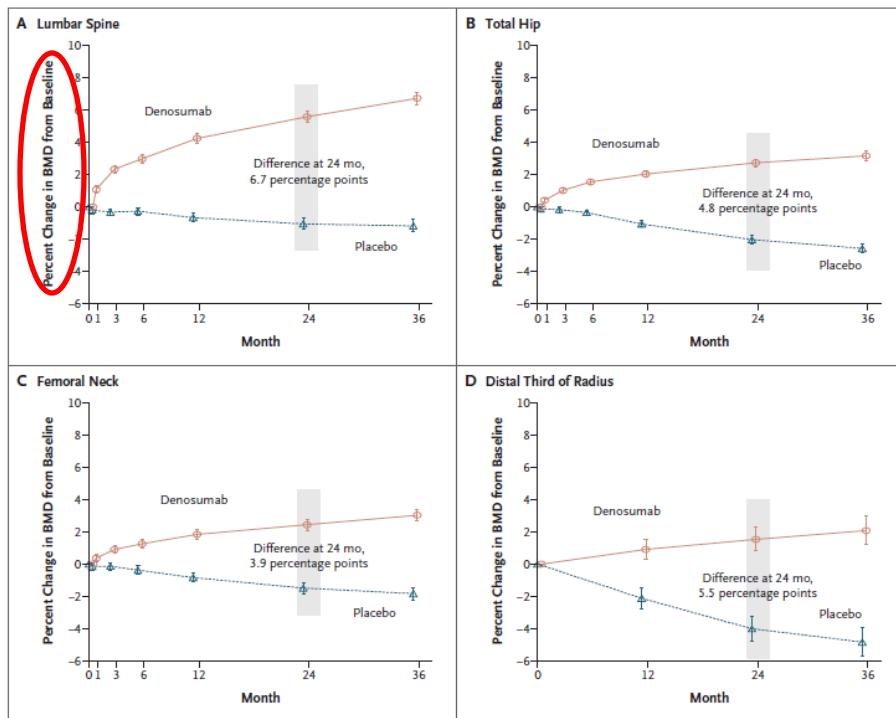 A Lumbar Spine
Percent Change in BMD from Baseline
10
8
6
4
2
0
−2
−4
−6
Denosumab
Difference at 24 mo,
6.7 percentage points
Placebo
0 1 3 6 12 24 36
Month
B Total Hip
Percent Change in BMD from Baseline
10
8
6
4
2
0
−2
−4
−6
Denosumab
Difference at 24 mo,
4.8 percentage points
Placebo
0 1 3 6 12 24 36
Month
C Femoral Neck
Percent Change in BMD from Baseline
10
8
6
4
2
0
−2
−4
−6
Denosumab
Difference at 24 mo,
3.9 percentage points
Placebo
0 1 3 6 12 24 36
Month
D Distal Third of Radius
Percent Change in BMD from Baseline
10
8
6
4
2
0
−2
−4
−6
Denosumab
Difference at 24 mo,
5.5 percentage points
Placebo
0 12 24 36
Month